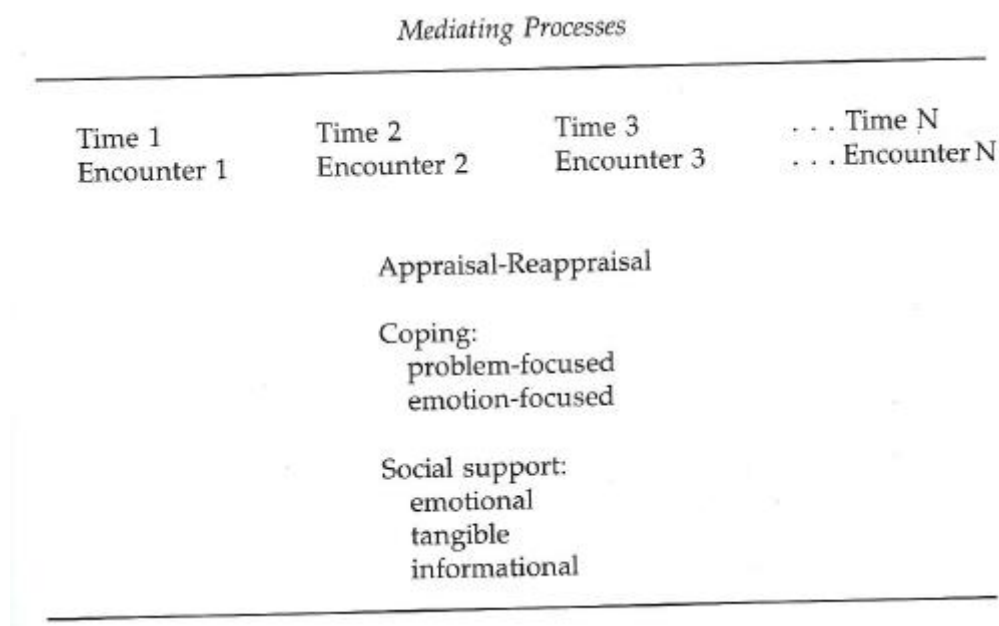 Mediating Processes
Time 1 Time 2 Time 3 . . . Time N
Encounter 1 Encounter 2 Encounter 3 . . . Encounter N
Appraisal-Reappraisal
Coping:
problem-focused
emotion-focused
Social support:
emotional
tangible
informational